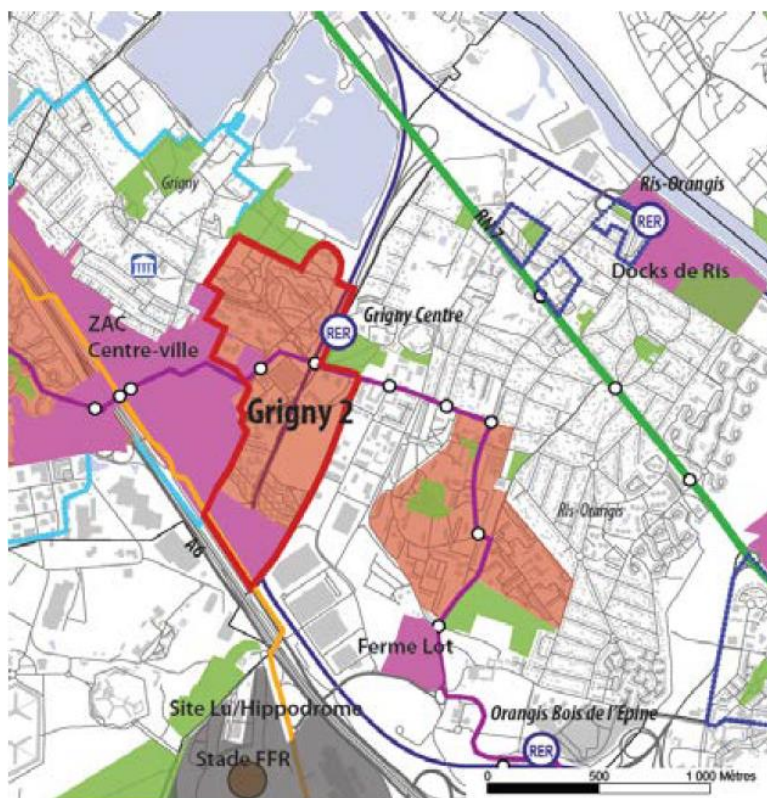 Grigny
Ris-Orangis
RER
RN 7
Docks de Ris
ZAC
Centre-ville
Grigny Centre
RER
Grigny 2
Ris-Orangis
A6
Ferme Lot
Site Lu/Hippodrome
Orangis Bois de l'Épine
Stade FFR
RER
0 500 1 000 Mètres